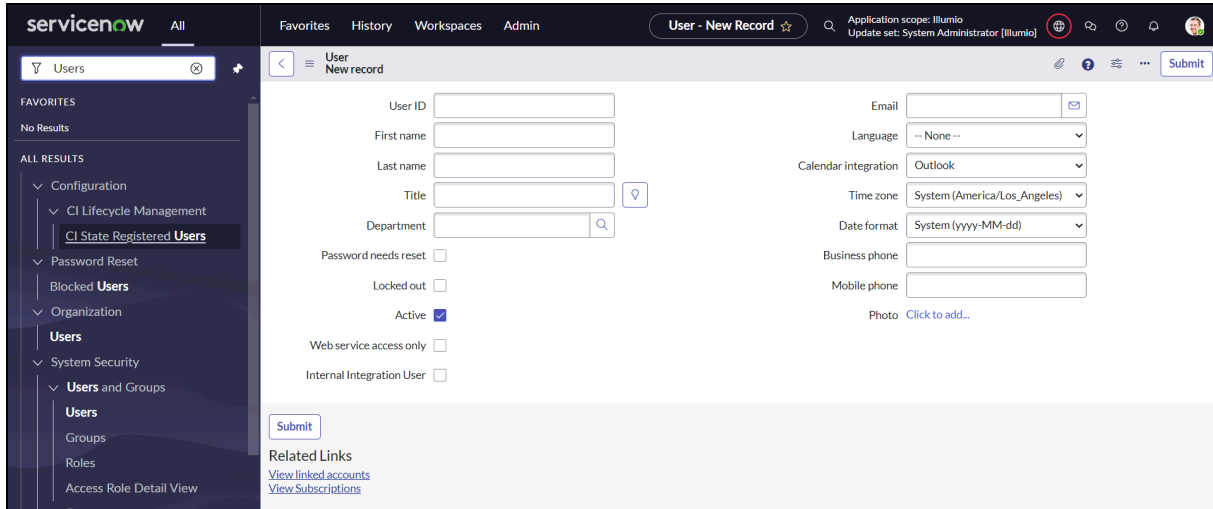 servicenow All Favorites History Workspaces Admin User - New Record Application scope: Illumio
Update set: System Administrator [Illumio]
Users
User
New record
Submit
FAVORITES
No Results
ALL RESULTS
Configuration
CI Lifecycle Management
CI State Registered Users
Password Reset
Blocked Users
Organization
Users
System Security
Users and Groups
Users
Groups
Roles
Access Role Detail View
User ID
First name
Last name
Title
Department
Password needs reset
Locked out
Active
Web service access only
Internal Integration User
Email
Language -- None --
Calendar integration Outlook
Time zone System (America/Los_Angeles)
Date format System (yyyy-MM-dd)
Business phone
Mobile phone
Photo Click to add...
Submit
Related Links
View linked accounts
View Subscriptions